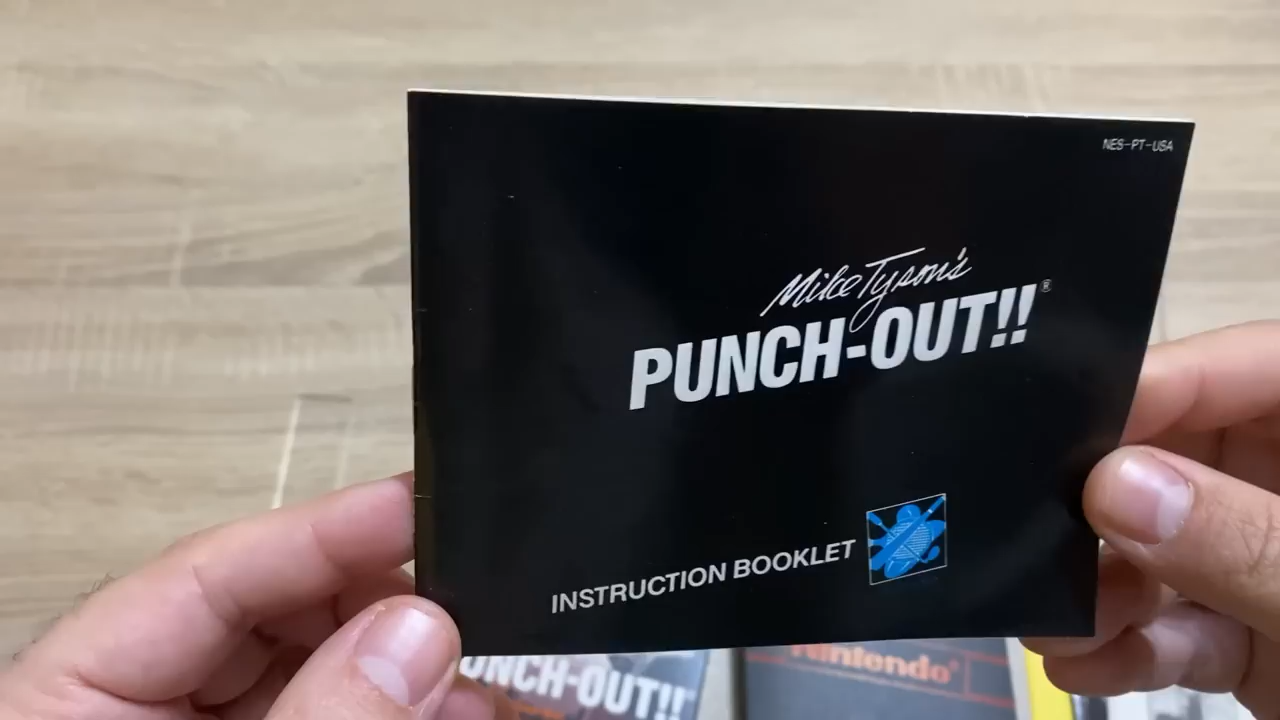 NES-PT-USA
Mike Tyson's
PUNCH-OUT!!®
INSTRUCTION BOOKLET
PUNCH-OUT!!
Nintendo®